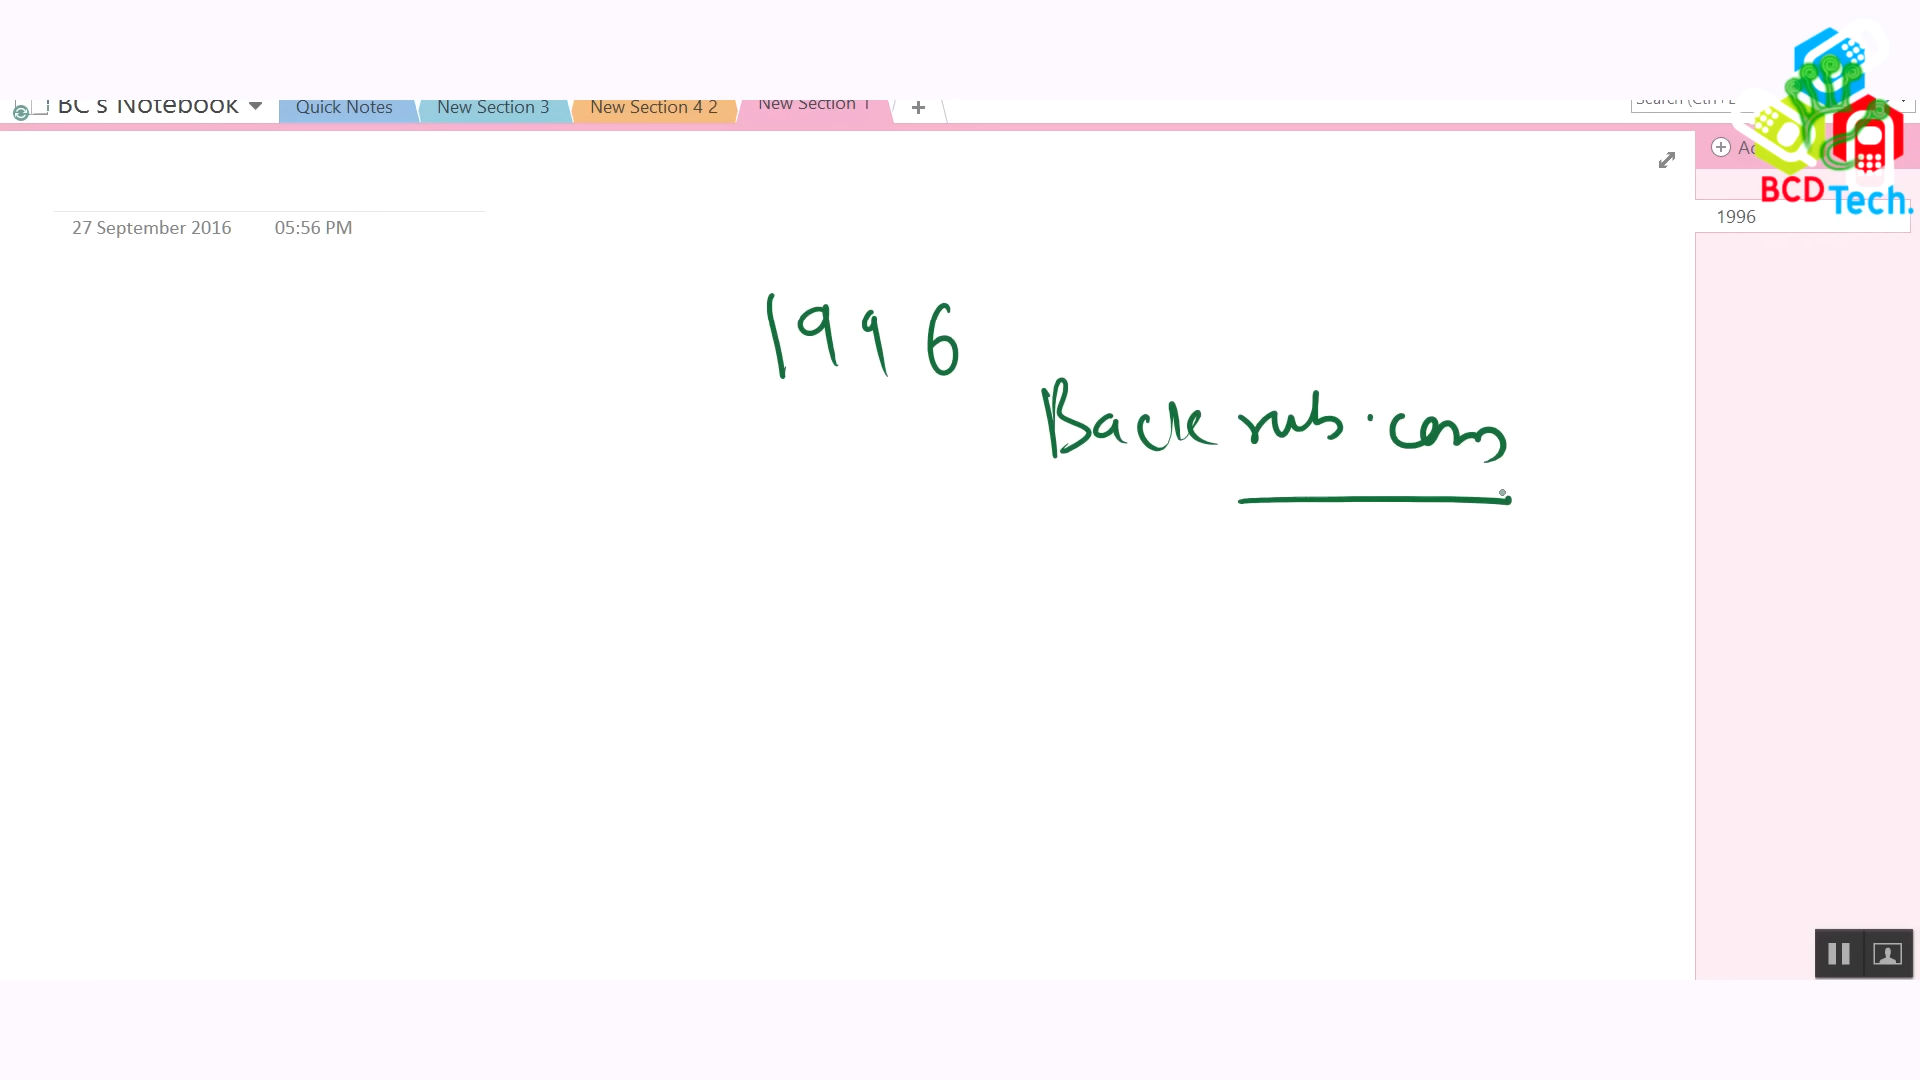 BC's Notebook
Quick Notes
New Section 3
New Section 4 2
New Section 1
+
27 September 2016
05:56 PM
1996
1996
Backrub.com
BCD Tech.